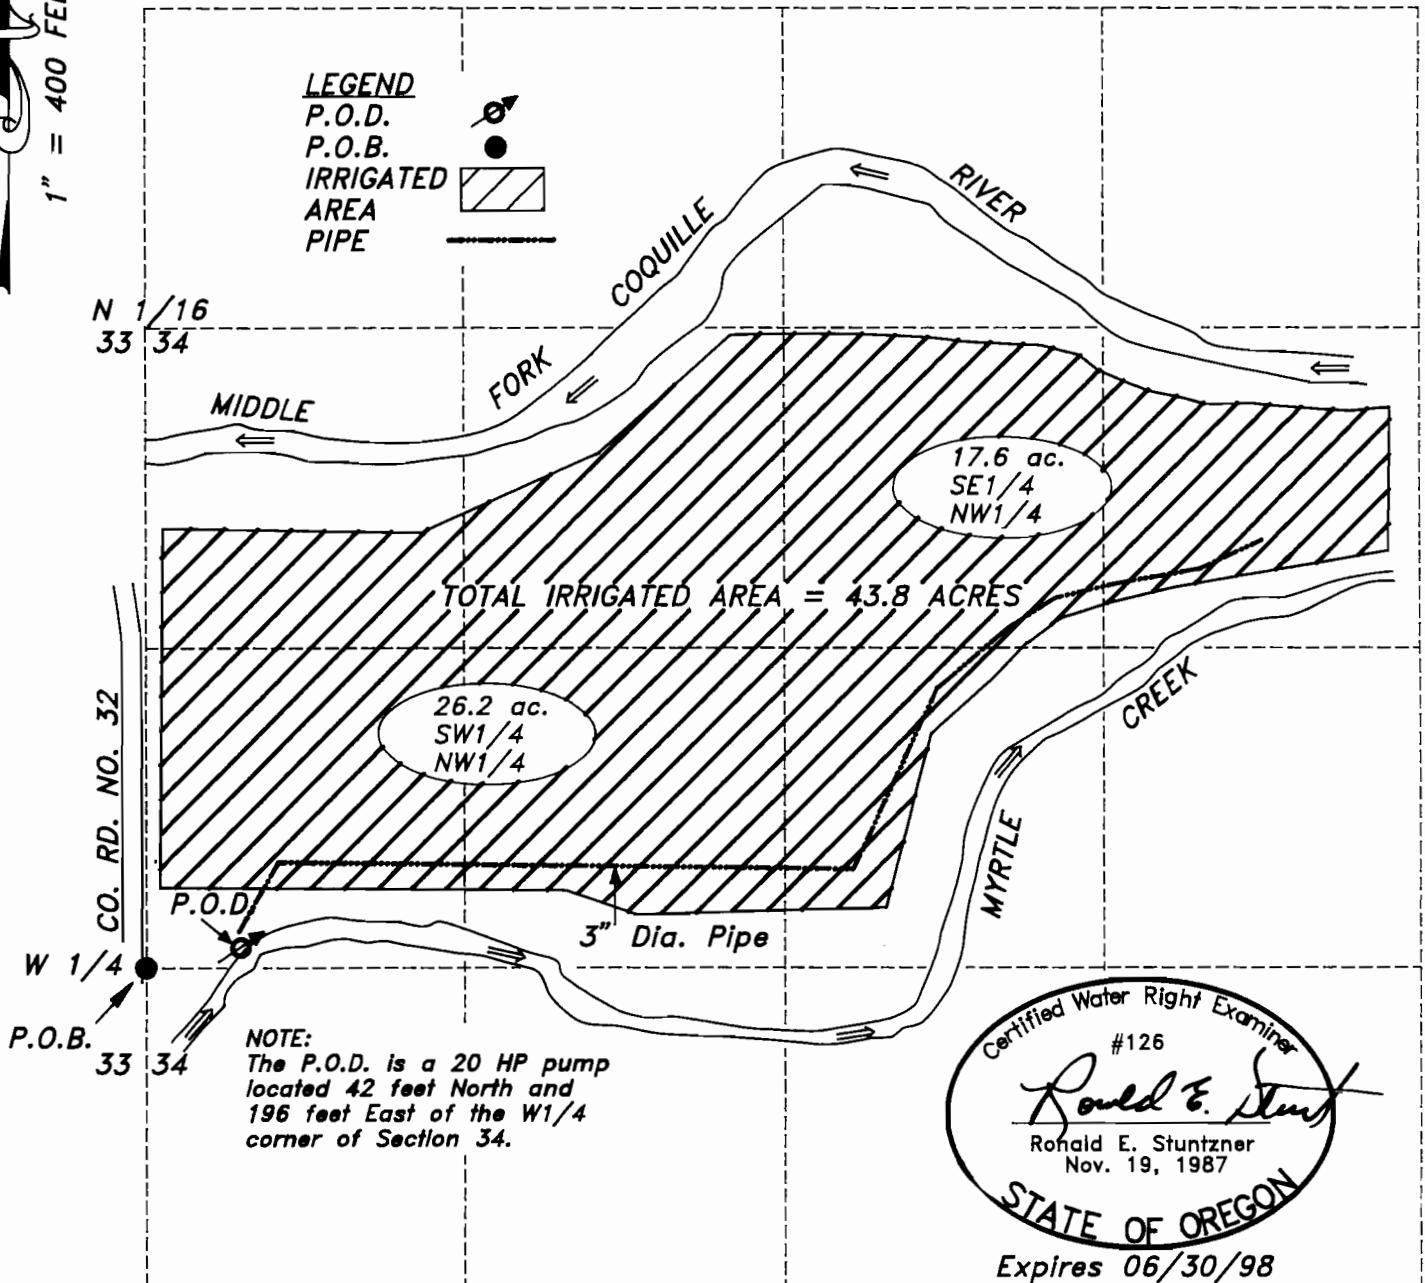 1" = 400 FEE
LEGEND
P.O.D.
P.O.B.
IRRIGATED
AREA
PIPE
RIVER
COQUILLE
FORK
MIDDLE
N 1/16
33 34
17.6 ac.
SE1/4
NW1/4
TOTAL IRRIGATED AREA = 43.8 ACRES
26.2 ac.
SW1/4
NW1/4
CO. RD. NO. 32
CREEK
MYRTLE
P.O.D.
3" Dia. Pipe
W 1/4
P.O.B.
33 34
NOTE:
The P.O.D. is a 20 HP pump
located 42 feet North and
196 feet East of the W1/4
corner of Section 34.
Certified Water Right Examiner
#126
Ronald E. Stuntzner
Nov. 19, 1987
STATE OF OREGON
Expires 06/30/98